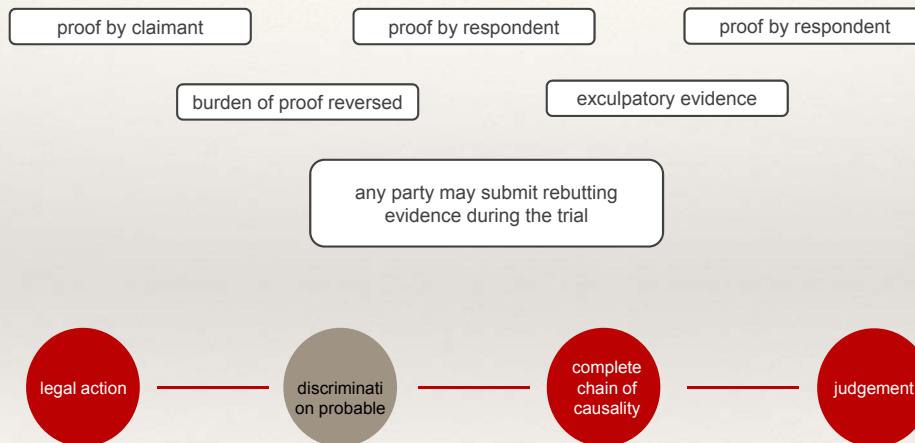 proof by claimant
proof by respondent
proof by respondent
burden of proof reversed
exculpatory evidence
any party may submit rebutting
evidence during the trial
legal action
discriminati
on probable
complete
chain of
causality
judgement